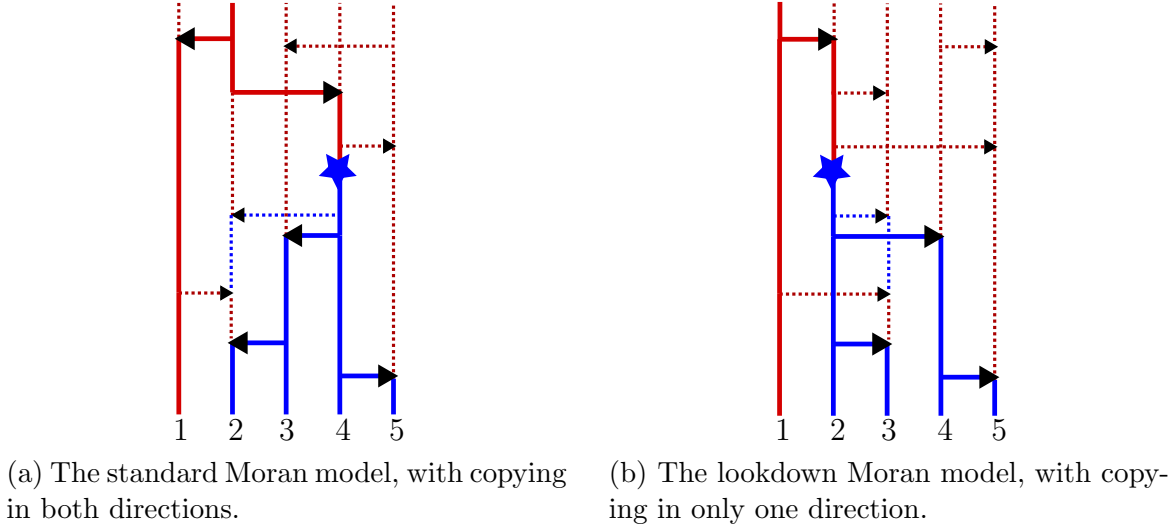 1 2 3 4 5
1 2 3 4 5
(a) The standard Moran model, with copying
in both directions.
(b) The lookdown Moran model, with copy-
ing in only one direction.